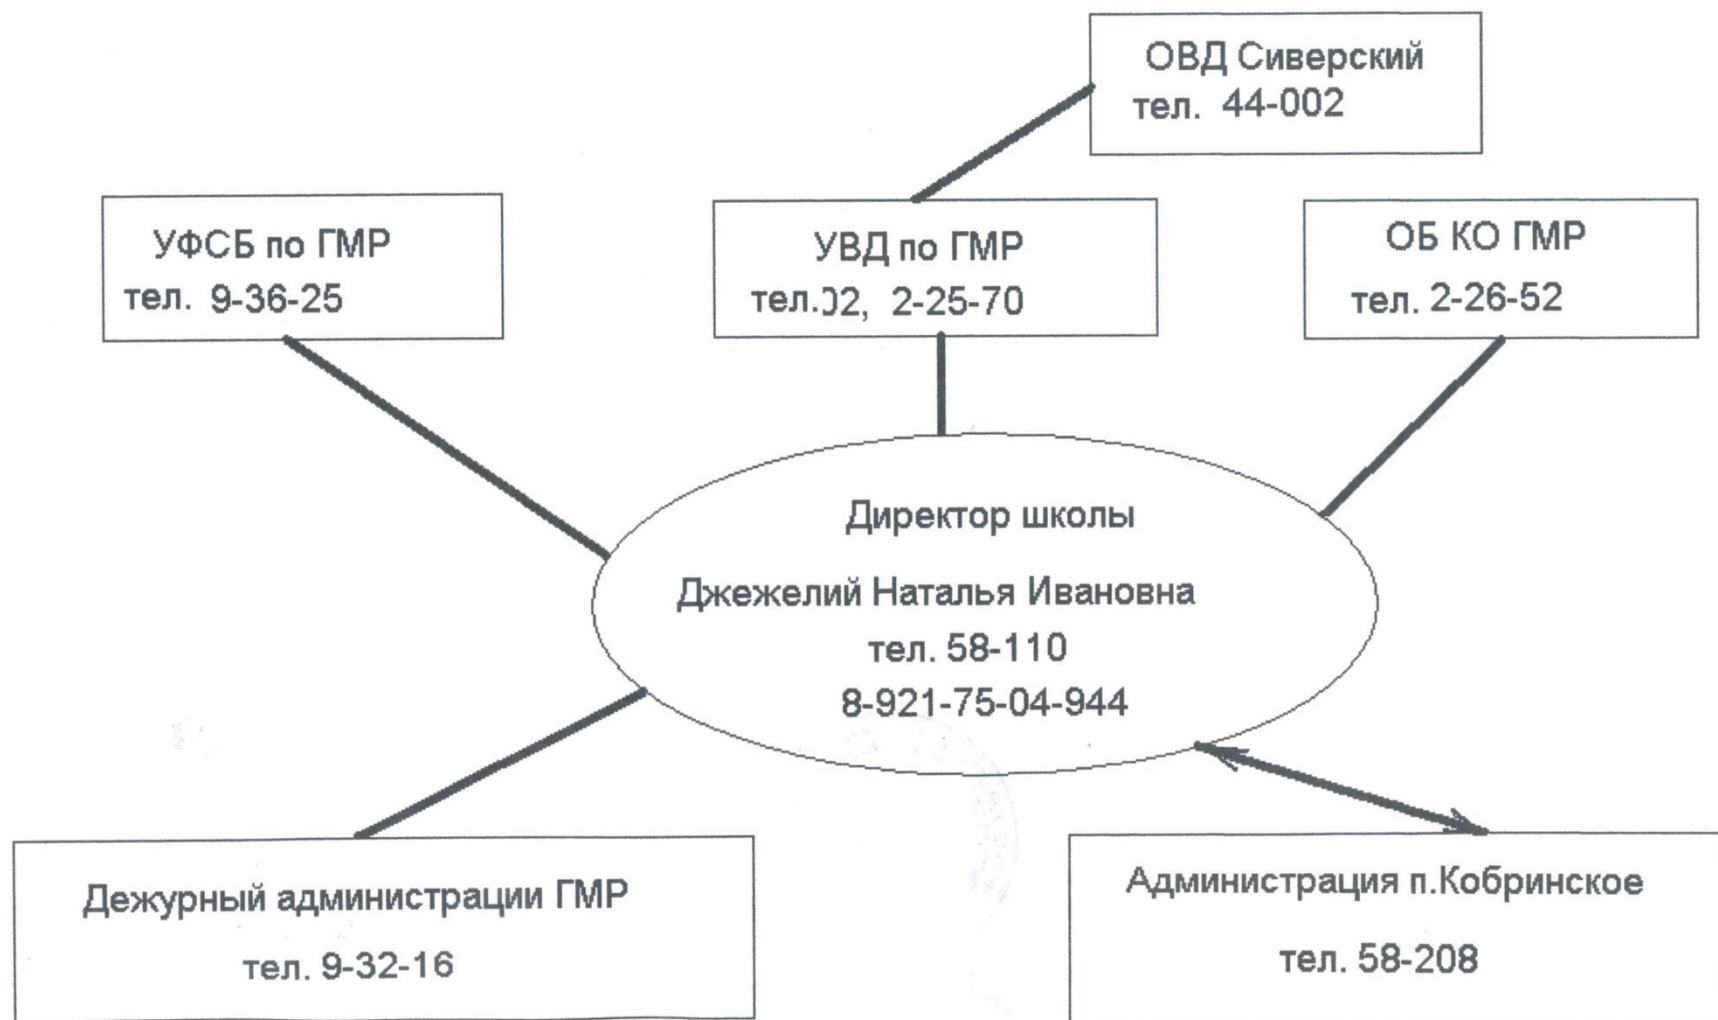 ОВД Сиверский
тел. 44-002
УФСБ по ГМР
тел. 9-36-25
УВД по ГМР
тел.02, 2-25-70
ОБ КО ГМР
тел. 2-26-52
Директор школы
Джежелий Наталья Ивановна
тел. 58-110
8-921-75-04-944
Дежурный администрации ГМР
тел. 9-32-16
Администрация п.Кобринское
тел. 58-208